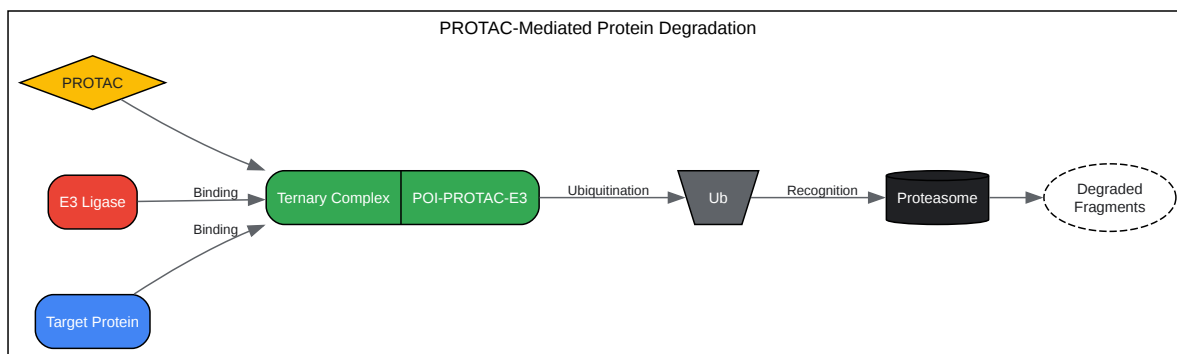 PROTAC-Mediated Protein Degradation
PROTAC
E3 Ligase
Binding
Target Protein
Binding
Ternary Complex
POI-PROTAC-E3
Ubiquitination
Ub
Recognition
Proteasome
Degraded
Fragments